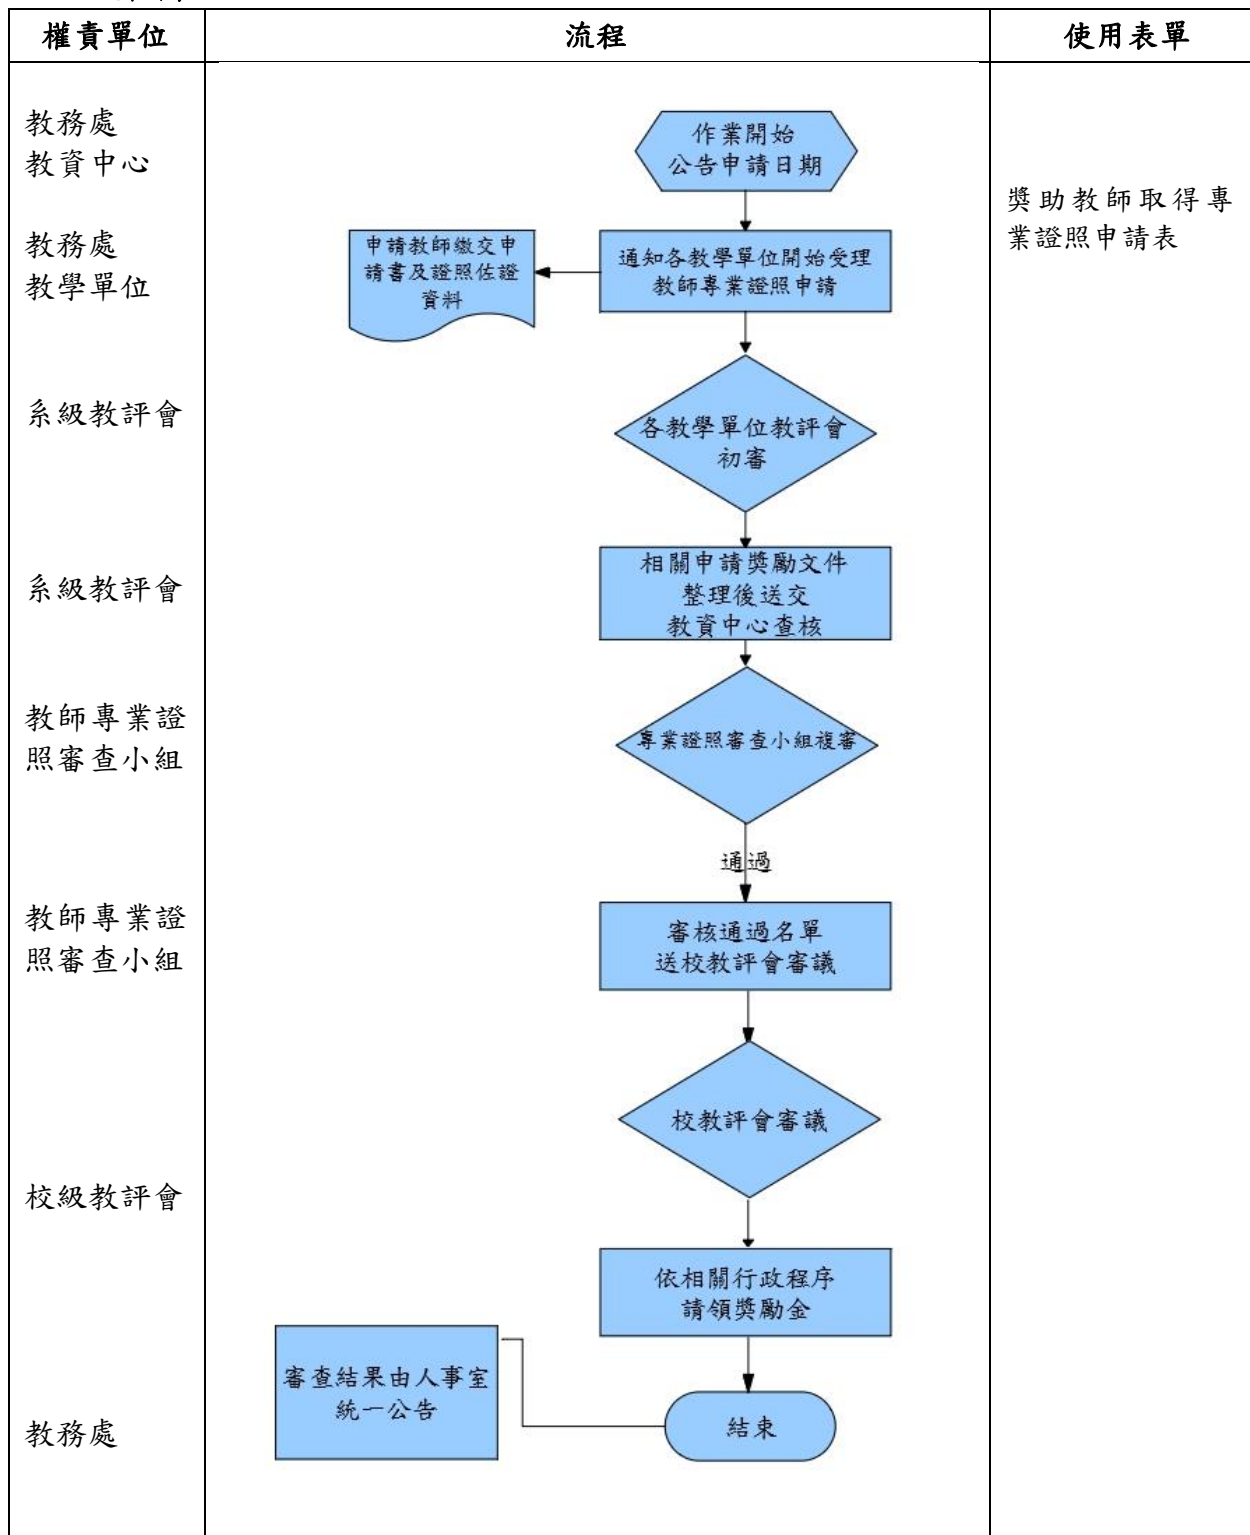 權責單位
流程
使用表單
教務處
教資中心
作業開始
公告申請日期
獎助教師取得專
業證照申請表
教務處
教學單位
申請教師繳交申
請書及證照佐證
資料
通知各教學單位開始受理
教師專業證照申請
系級教評會
各教學單位教評會
初審
系級教評會
相關申請獎勵文件
整理後送交
教資中心查核
教師專業證
照審查小組
專業證照審查小組複審
通過
教師專業證
照審查小組
審核通過名單
送校教評會審議
校教評會審議
校級教評會
依相關行政程序
請領獎勵金
審查結果由人事室
統一公告
教務處
結束